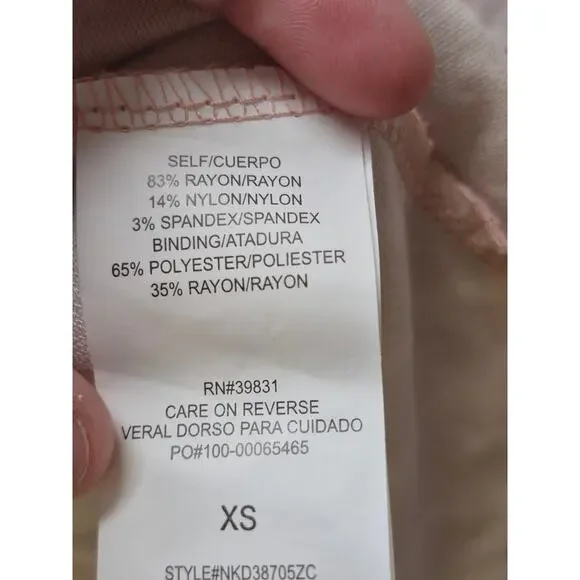 SELF/CUERPO
83% RAYON/RAYON
14% NYLON/NYLON
3% SPANDEX/SPANDEX
BINDING/ATADURA
65% POLYESTER/POLIESTER
35% RAYON/RAYON
RN#39831
CARE ON REVERSE
VERAL DORSO PARA CUIDADO
PO#100-00065465
XS
STYLE#NKD38705ZC